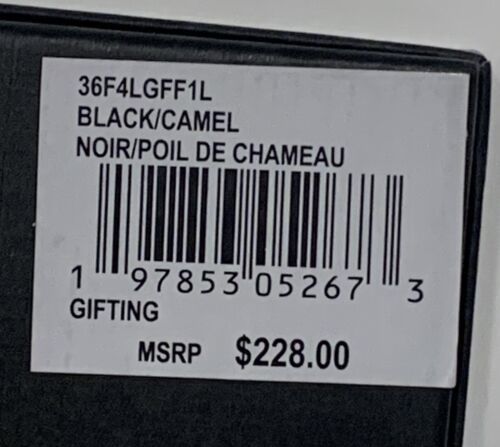 36F4LGFF1L
BLACK/CAMEL
NOIR/POIL DE CHAMEAU
1 97853 05267 3
GIFTING
MSRP $228.00